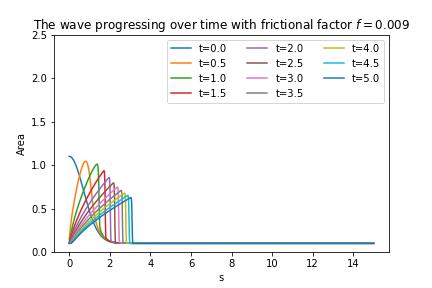 The wave progressing over time with frictional factor f = 0.009
2.5
2.0
1.5
1.0
0.5
0.0
Area
t=0.0 t=2.0 t=4.0
t=0.5 t=2.5 t=4.5
t=1.0 t=3.0 t=5.0
t=1.5 t=3.5
0 2 4 6 8 10 12 14
s